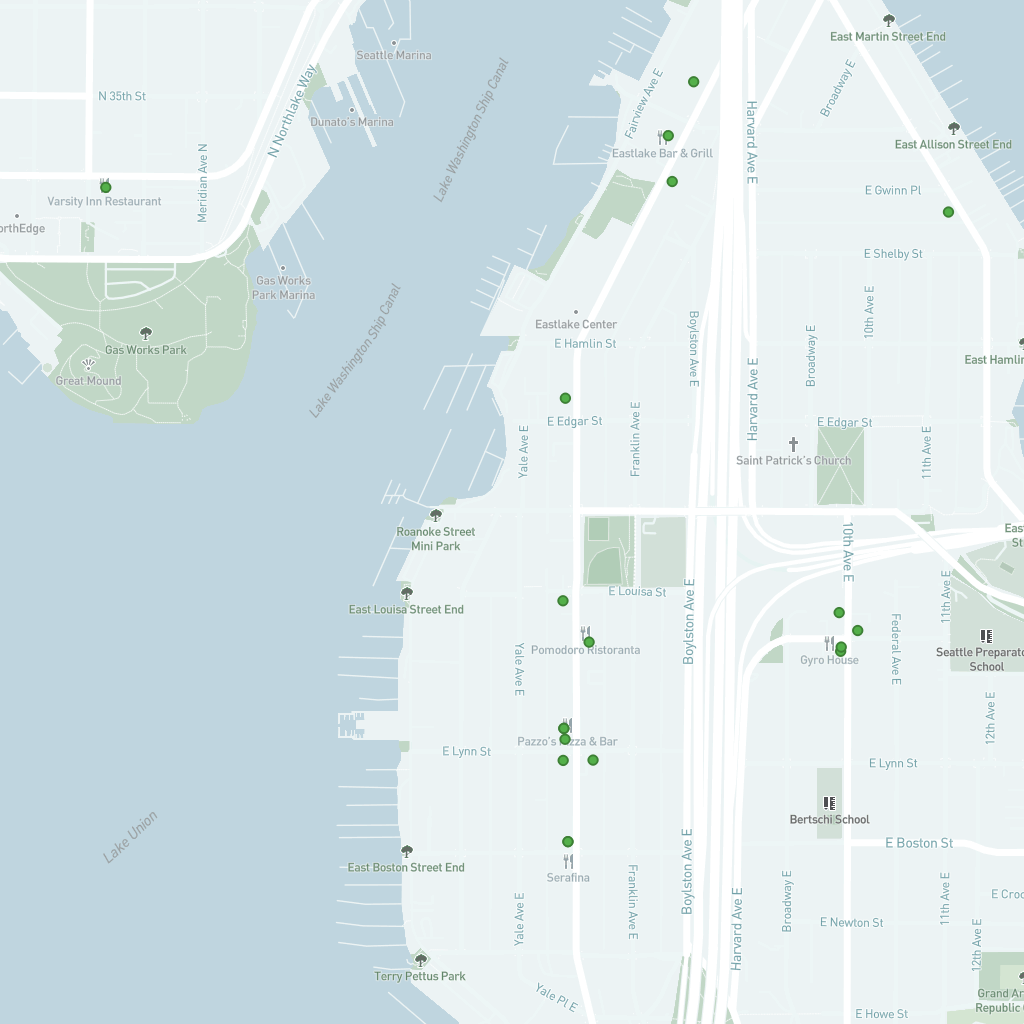 East Martin Street End
Seattle Marina
Broadway E
N 35th St
Fairview Ave E
N Northlake Way
Lake Washington Ship Canal
Dunato's Marina
Harvard Ave E
East Allison Street End
Eastlake Bar & Grill
Meridian Ave N
E Gwinn Pl
Varsity Inn Restaurant
orthEdge
E Shelby St
Gas Works
Park Marina
10th Ave E
Lake Washington Ship Canal
Eastlake Center
Boylston Ave E
E Hamlin St
Broadway E
Gas Works Park
East Hamlin
Great Mound
Harvard Ave E
E Edgar St
E Edgar St
Franklin Ave E
Yale Ave E
11th Ave E
Saint Patrick's Church
Roanoke Street
Mini Park
East
St
10th Ave E
E Louisa St
11th Ave E
East Louisa Street End
Boylston Ave E
Federal Ave E
Pomodoro Ristoranta
Gyro House
Seattle Preparato
School
Yale Ave E
12th Ave E
Pazzo's Pizza & Bar
E Lynn St
E Lynn St
Bertschi School
Lake Union
E Boston St
East Boston Street End
Serafina
Boylston Ave E
Franklin Ave E
Yale Ave E
Harvard Ave E
Broadway E
11th Ave E
E Croc
E Newton St
12th Ave E
Terry Pettus Park
Yale Pl E
Grand Ar
Republic
E Howe St